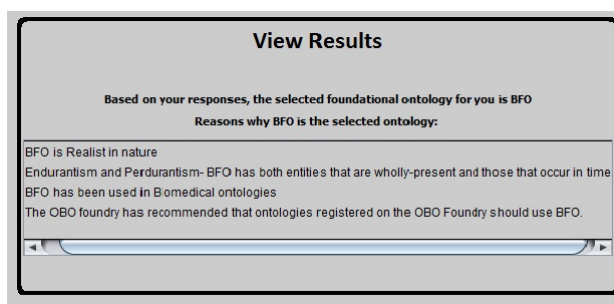 View Results
Based on your responses, the selected foundational ontology for you is BFO
Reasons why BFO is the selected ontology:
BFO is Realist in nature
Endurantism and Perdurantism- BFO has both entities that are wholly-present and those that occur in time
BFO has been used in Biomedical ontologies
The OBO foundry has recommended that ontologies registered on the OBO Foundry should use BFO.